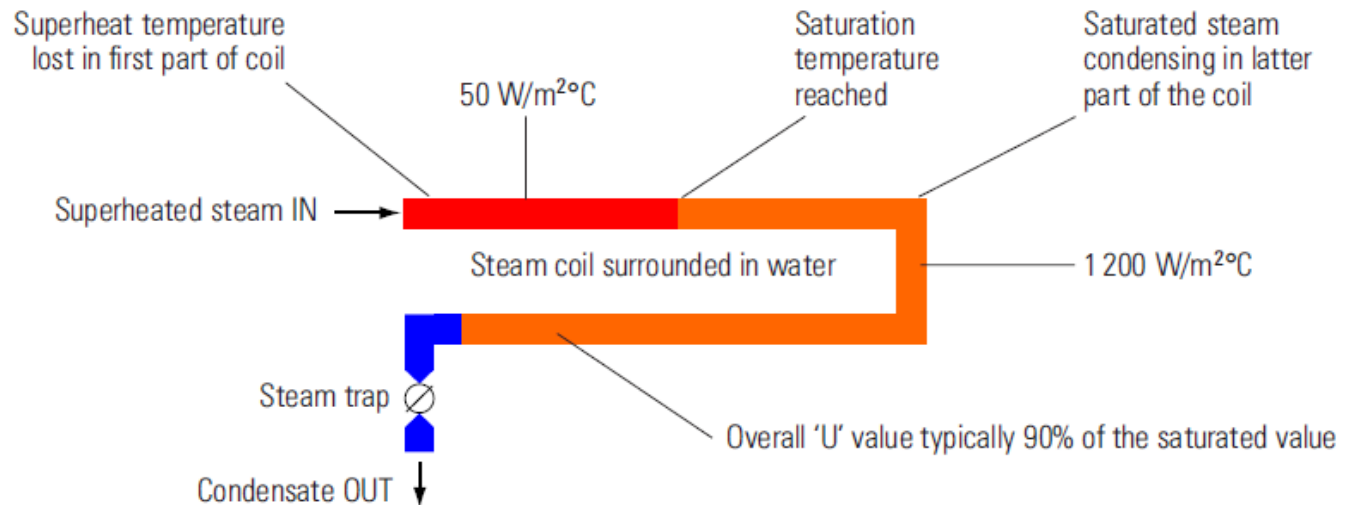 Superheat temperature
lost in first part of coil
50 W/m²°C
Saturation
temperature
reached
Saturated steam
condensing in latter
part of the coil
Superheated steam IN
Steam coil surrounded in water
1 200 W/m²°C
Steam trap
Overall ‘U’ value typically 90% of the saturated value
Condensate OUT